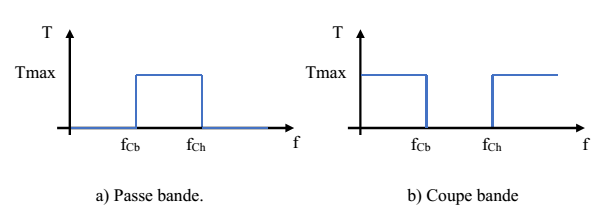 T
Tmax
fCb
fCh
f
a) Passe bande.
T
Tmax
fCb
fCh
f
b) Coupe bande